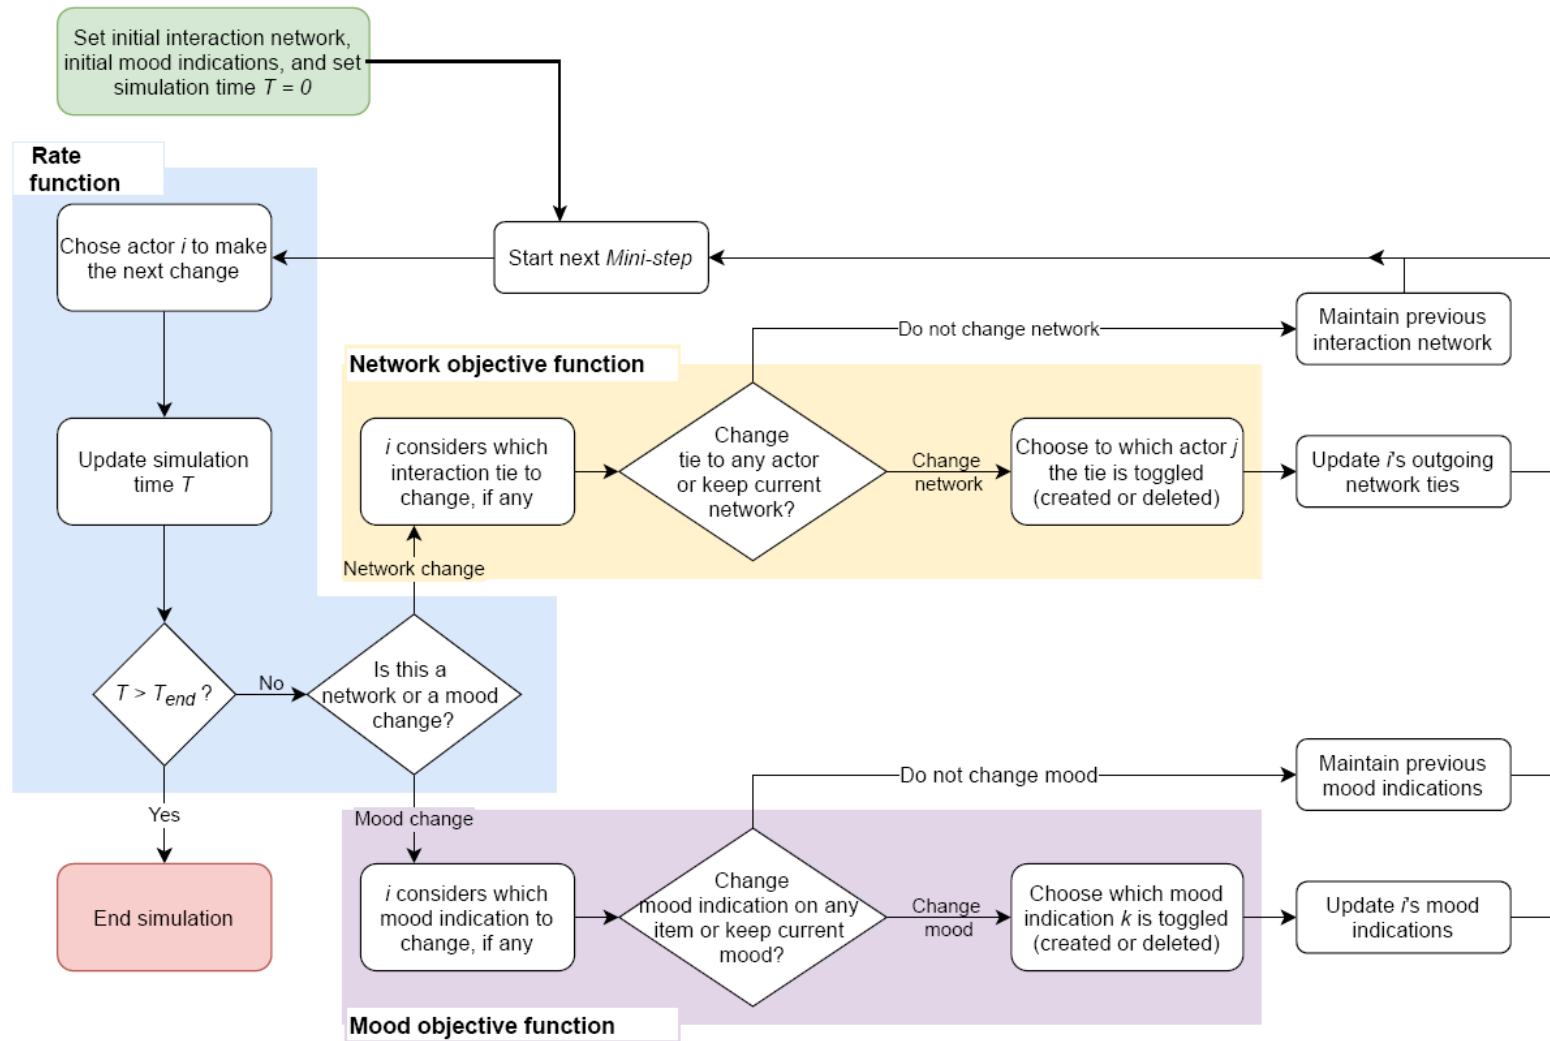 Set initial interaction network,
initial mood indications, and set
simulation time T = 0
Rate
function
Chose actor i to make
the next change
Start next Mini-step
Maintain previous
interaction network
Do not change network
Network objective function
Update simulation
time T
i considers which
interaction tie to
change, if any
Change
tie to any actor
or keep current
network?
Change
network
Choose to which actor j
the tie is toggled
(created or deleted)
Update i's outgoing
network ties
Network change
T > Tend ?
No
Is this a
network or a mood
change?
Yes
Mood change
Do not change mood
Maintain previous
mood indications
End simulation
i considers which
mood indication to
change, if any
Change
mood indication on any
item or keep current
mood?
Change
mood
Choose which mood
indication k is toggled
(created or deleted)
Update i's mood
indications
Mood objective function